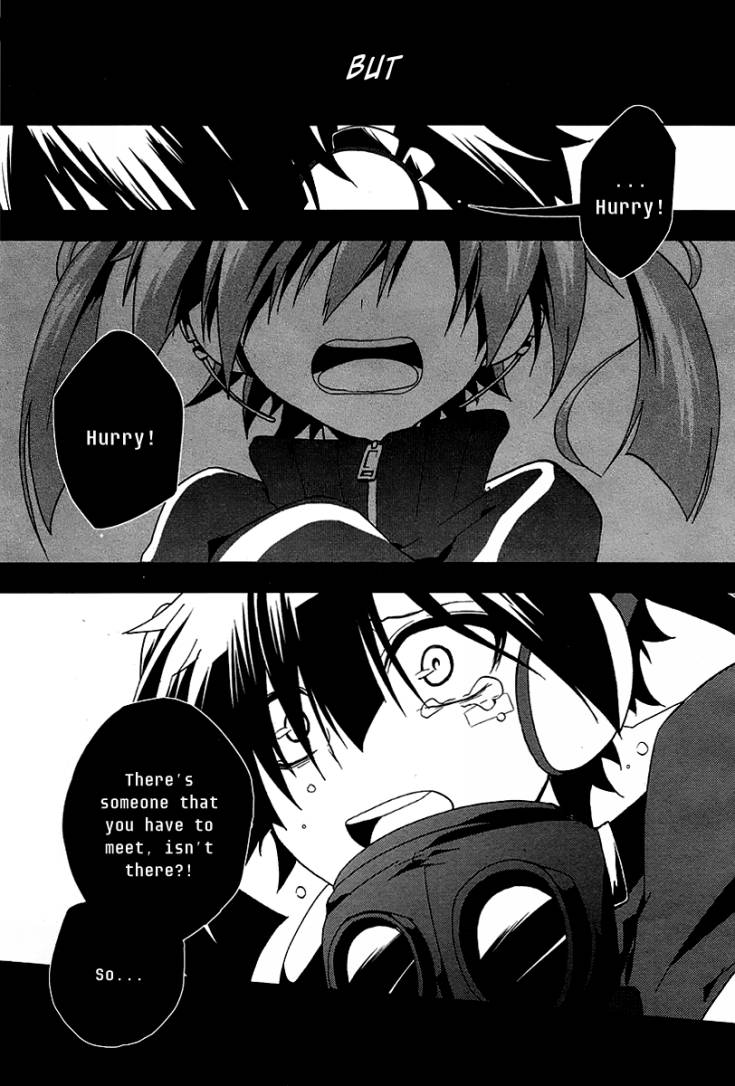 BUT
...
Hurry!
Hurry!
There's
someone that
you have to
meet, isn't
there?!
So...